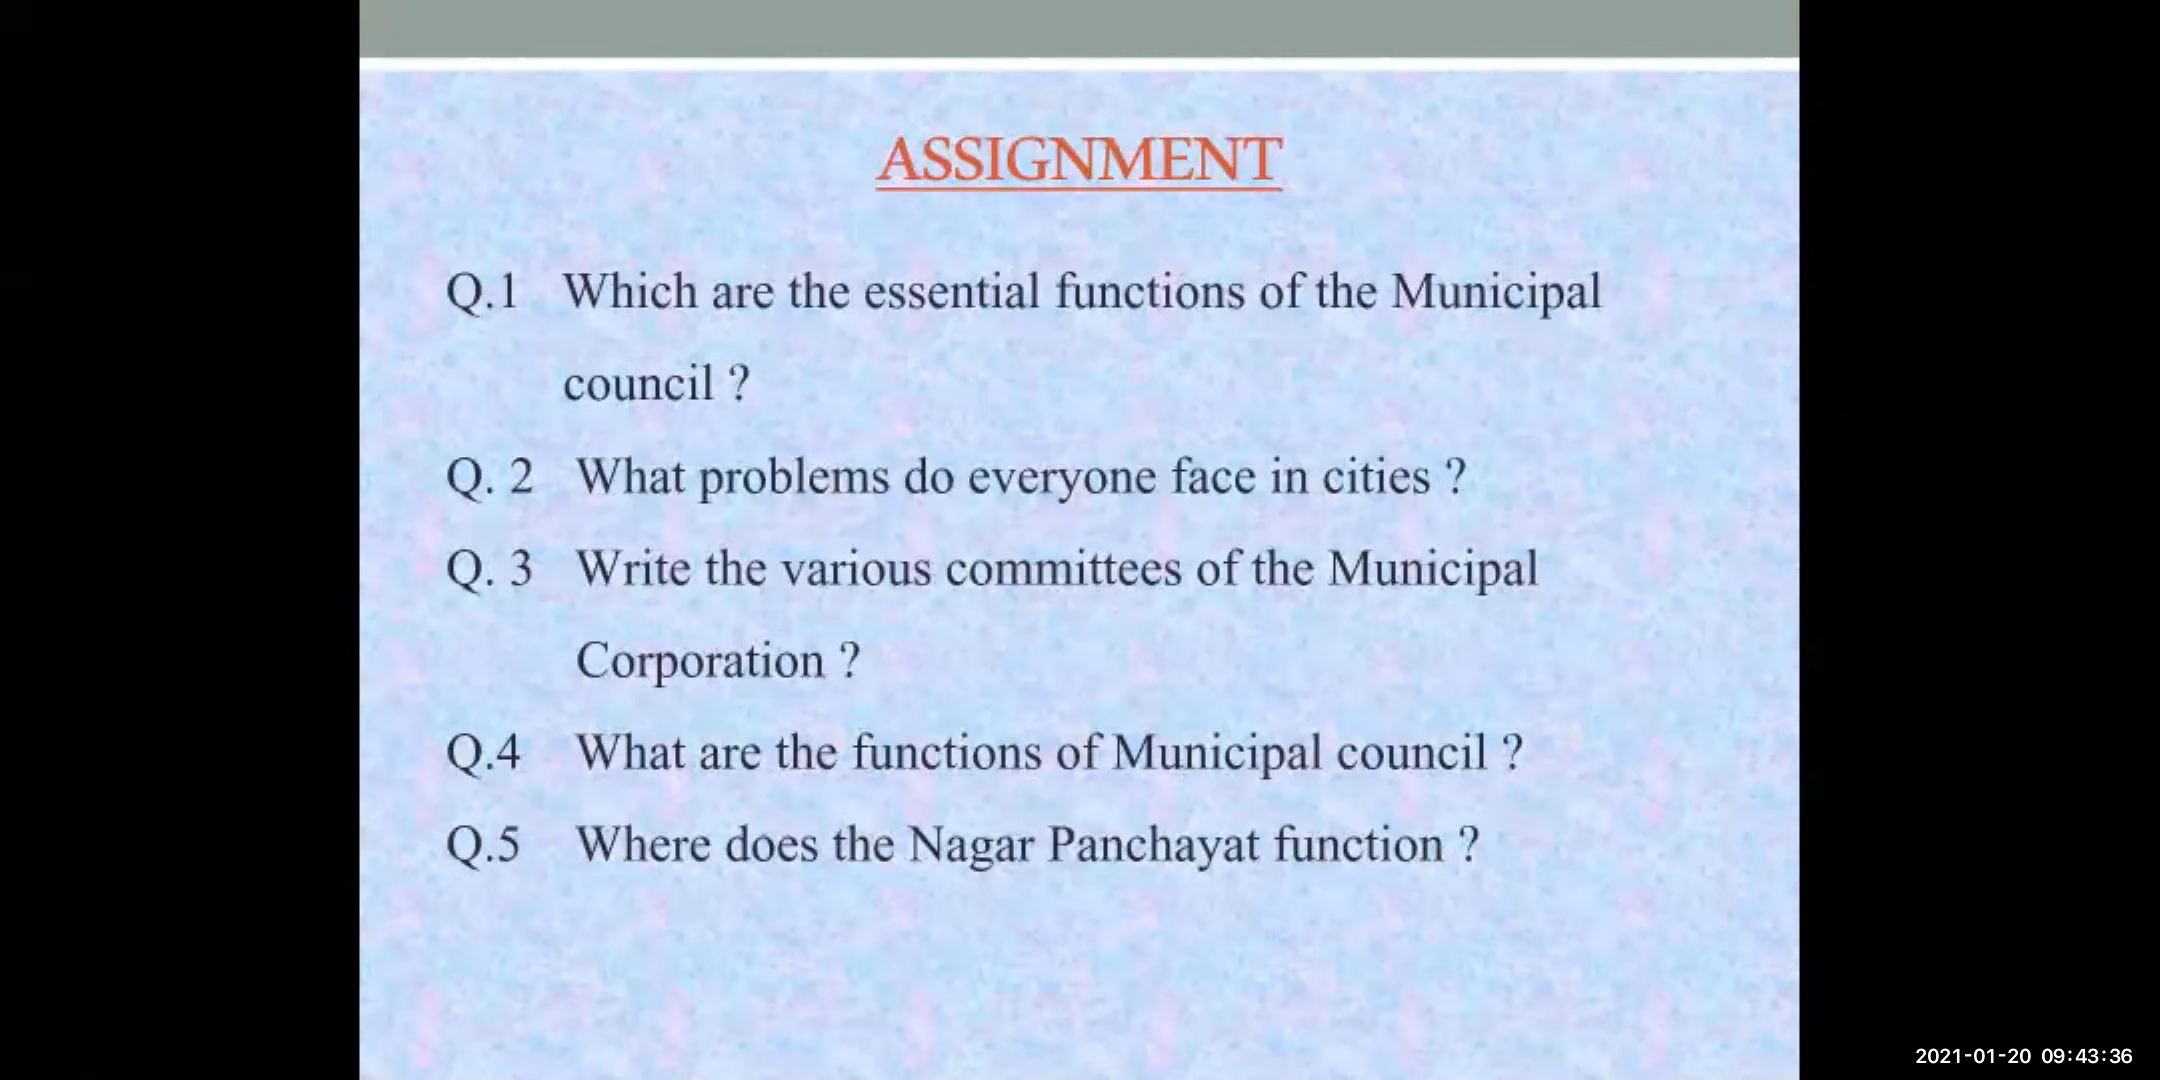 ASSIGNMENT
Q.1 Which are the essential functions of the Municipal
council ?
Q. 2 What problems do everyone face in cities ?
Q. 3 Write the various committees of the Municipal
Corporation ?
Q.4 What are the functions of Municipal council ?
Q.5 Where does the Nagar Panchayat function ?
2021-01-20 09:43:36